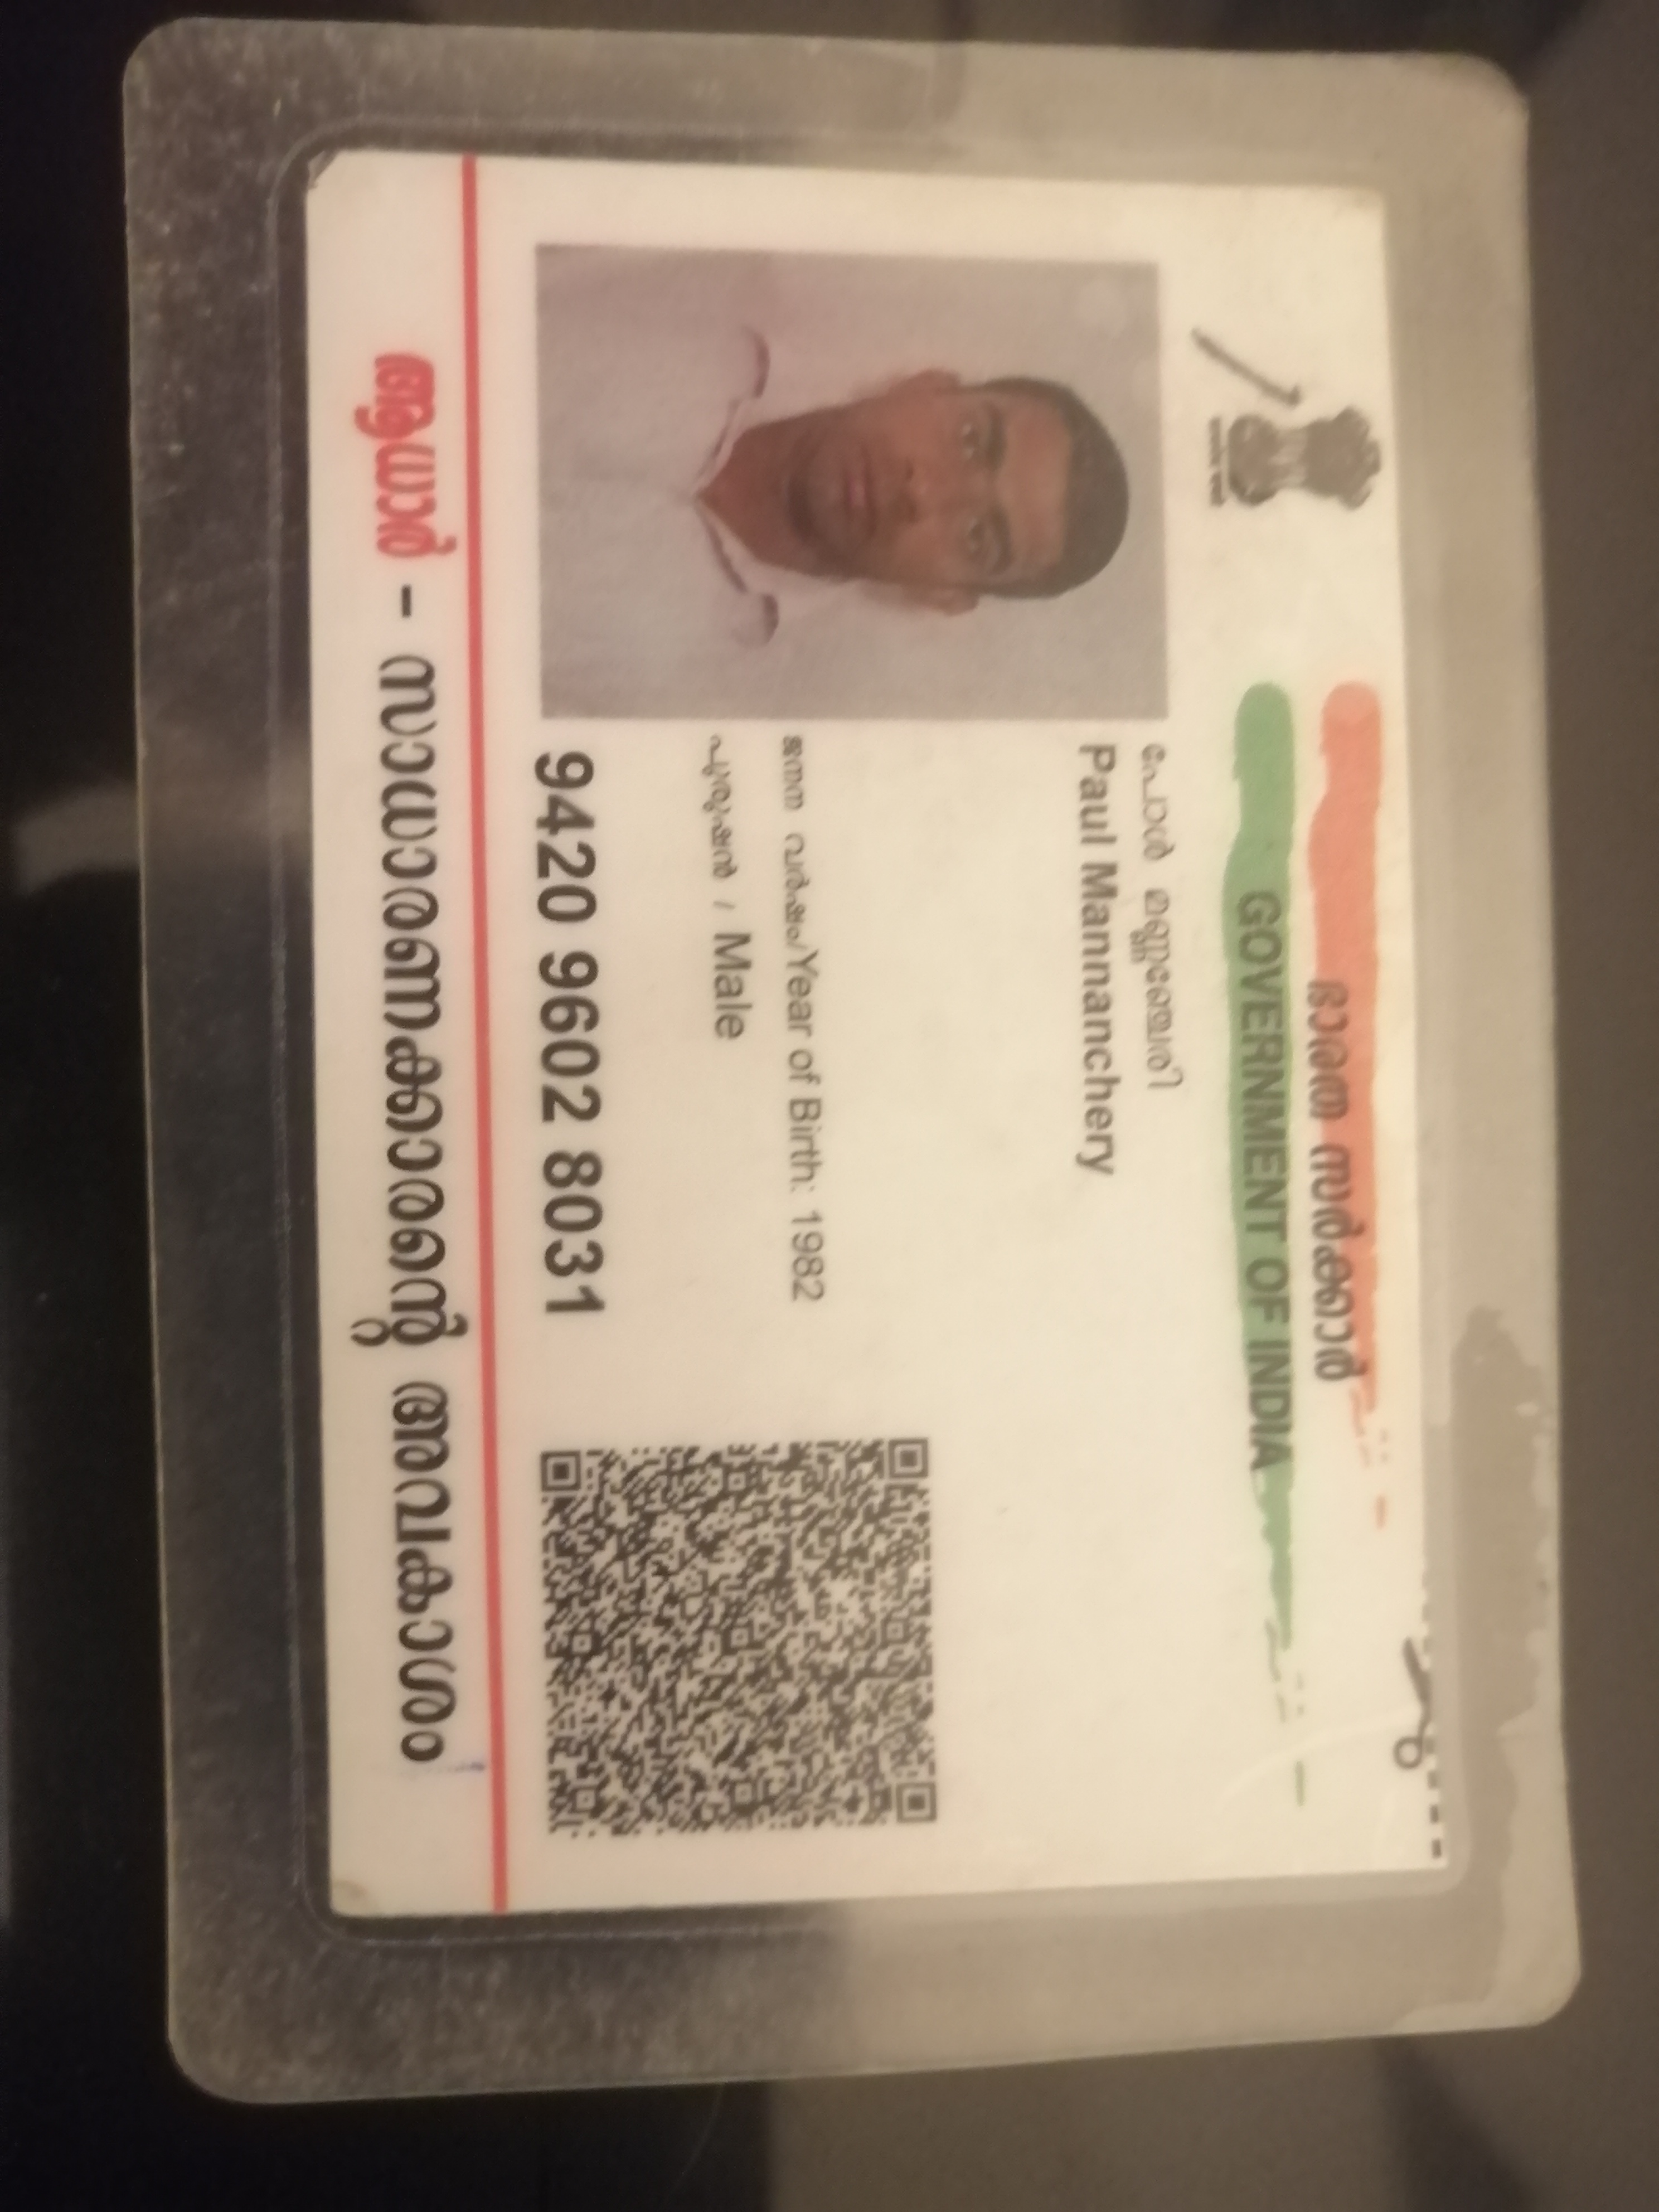 ഭാരത സർക്കാർ
GOVERNMENT OF INDIA
പോൾ മണ്ണഞ്ചേരി
Paul Mannanchery
ജനന വർഷം/Year of Birth: 1982
പുരുഷൻ / Male
9420 9602 8031
ആധാർ - സാധാരണക്കാരന്റെ അവകാശം